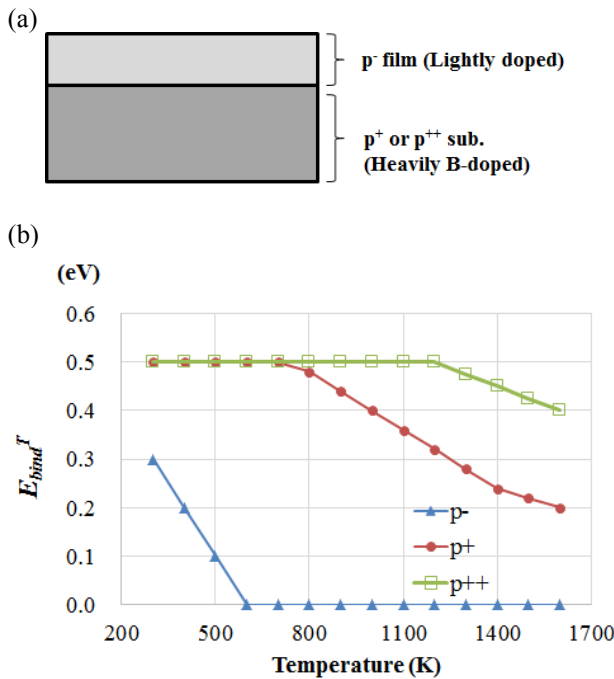 (a)
p⁻ film (Lightly doped)
p⁺ or p⁺⁺ sub.
(Heavily B-doped)
(b)
(eV)
0.6
0.5
0.4
0.3
0.2
0.1
0.0
E_bind^T
p-
p+
p++
200 500 800 1100 1400 1700
Temperature (K)